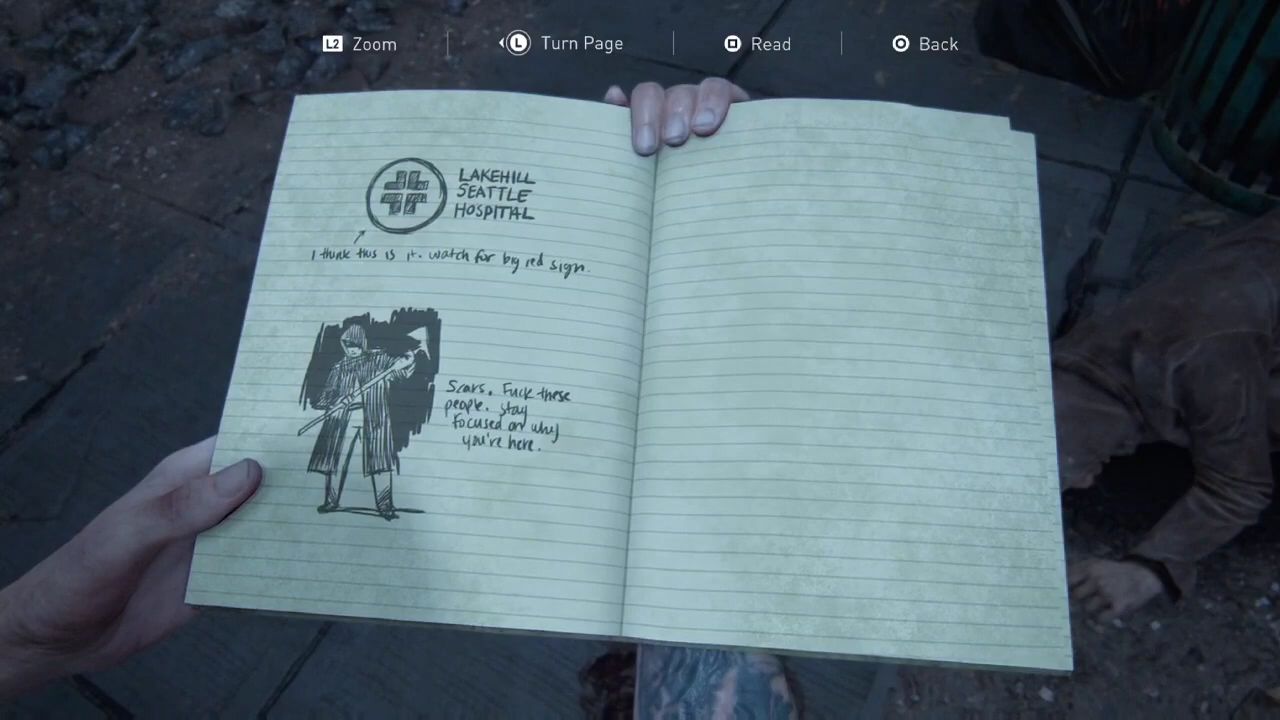 L2 Zoom
L Turn Page
Read
Back
LAKEHILL
SEATTLE
HOSPITAL
I think this is it. watch for big red sign.
Scars. Fuck these
people. stay
focused on why
you're here.